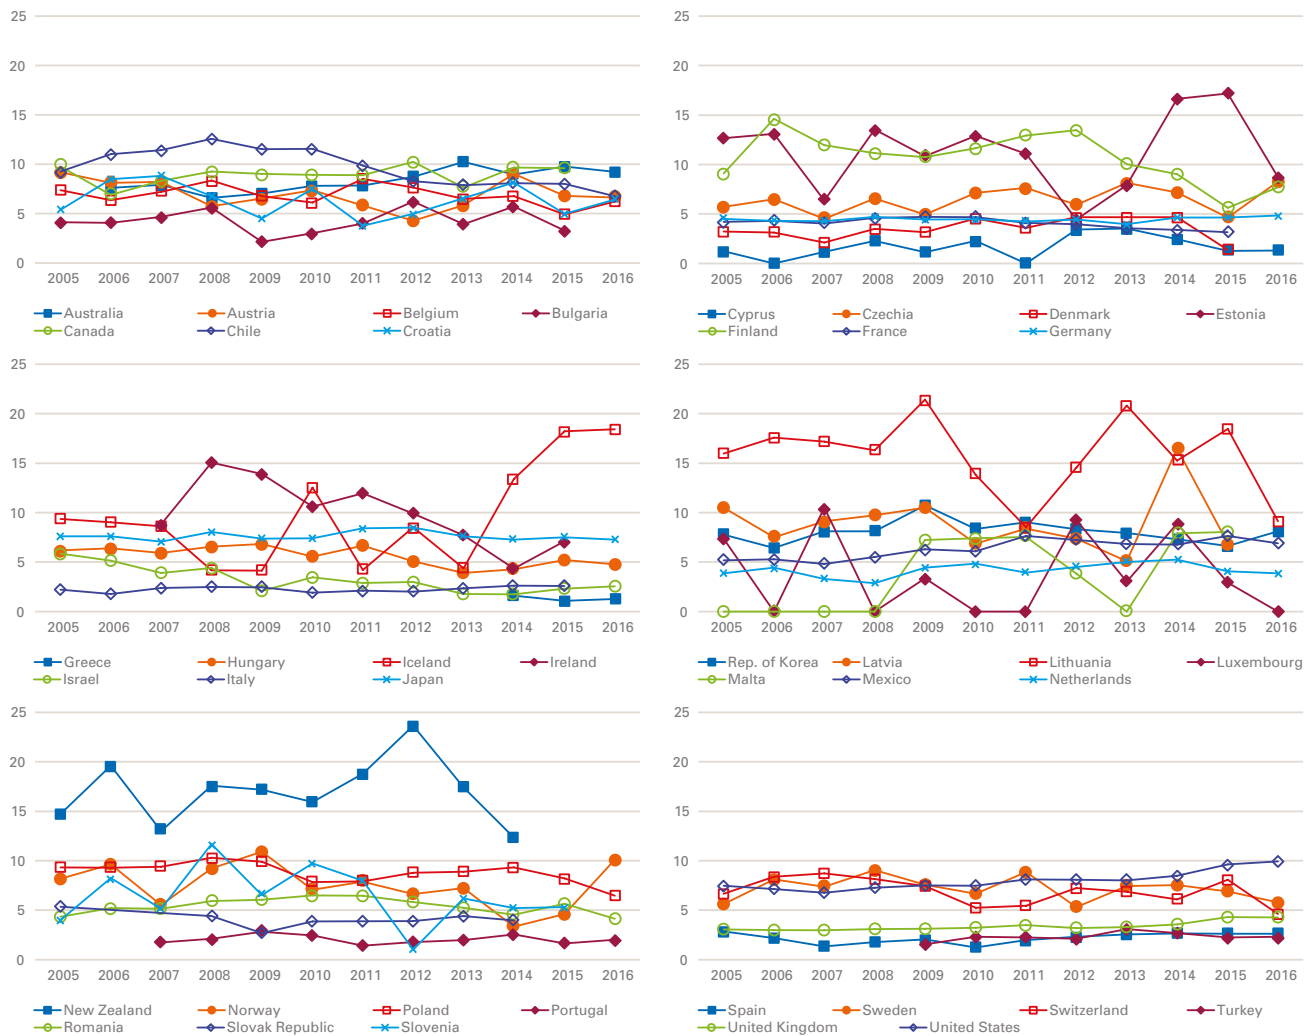 25
20
15
10
5
0
2005 2006 2007 2008 2009 2010 2011 2012 2013 2014 2015 2016
Australia Austria Belgium Bulgaria
Canada Chile Croatia
25
20
15
10
5
0
2005 2006 2007 2008 2009 2010 2011 2012 2013 2014 2015 2016
Cyprus Czechia Denmark Estonia
Finland France Germany
25
20
15
10
5
0
2005 2006 2007 2008 2009 2010 2011 2012 2013 2014 2015 2016
Greece Hungary Iceland Ireland
Israel Italy Japan
25
20
15
10
5
0
2005 2006 2007 2008 2009 2010 2011 2012 2013 2014 2015 2016
Rep. of Korea Latvia Lithuania Luxembourg
Malta Mexico Netherlands
25
20
15
10
5
0
2005 2006 2007 2008 2009 2010 2011 2012 2013 2014 2015 2016
New Zealand Norway Poland Portugal
Romania Slovak Republic Slovenia
25
20
15
10
5
0
2005 2006 2007 2008 2009 2010 2011 2012 2013 2014 2015 2016
Spain Sweden Switzerland Turkey
United Kingdom United States